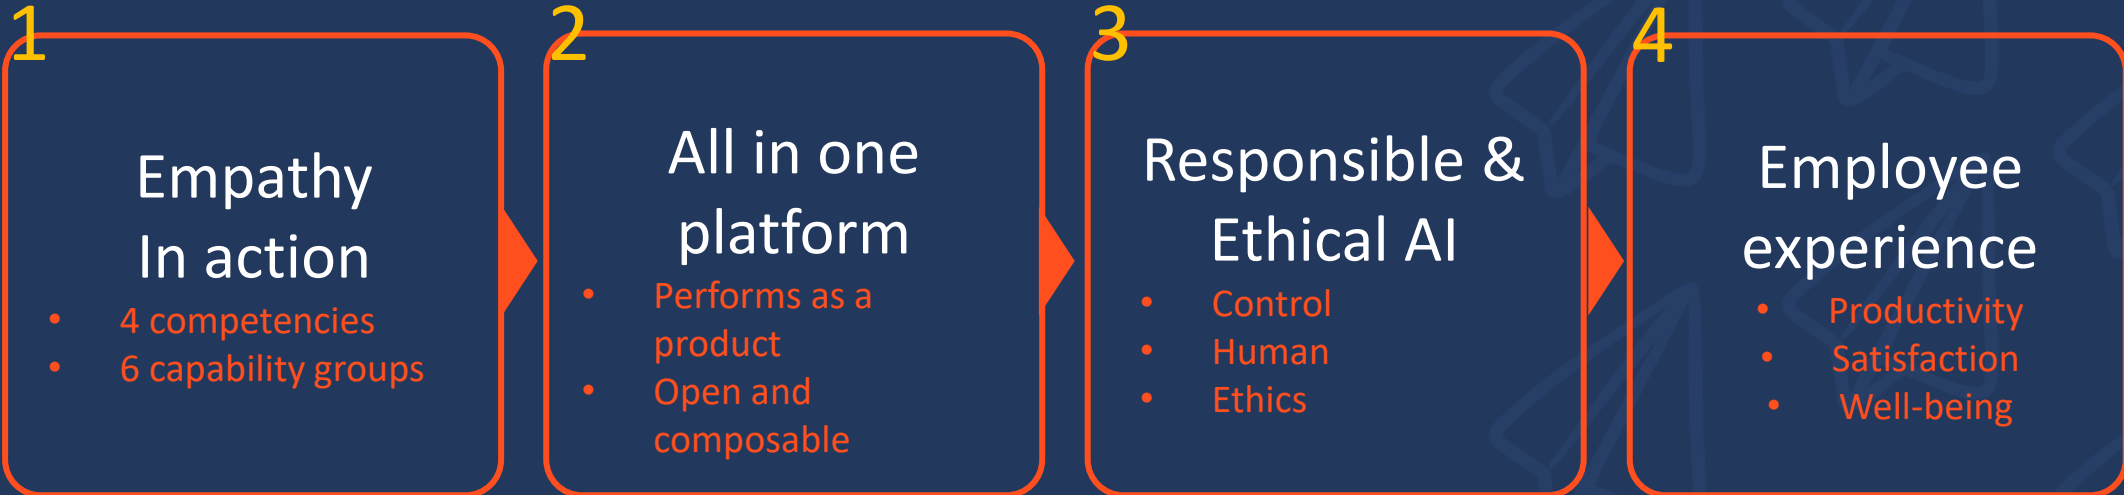 1
Empathy
In action
• 4 competencies
• 6 capability groups
2
All in one
platform
• Performs as a
product
• Open and
composable
3
Responsible &
Ethical AI
• Control
• Human
• Ethics
4
Employee
experience
• Productivity
• Satisfaction
• Well-being